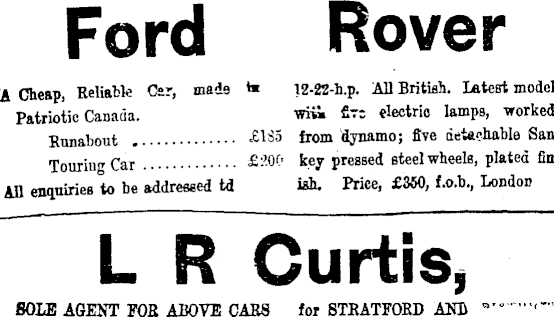 Ford
A Cheap, Reliable Car, made in
Patriotic Canada.
Runabout . ............. £185
Touring Car ............. £200
All enquiries to be addressed td
Rover
12-22-h.p. All British. Latest model
with five electric lamps, worked
from dynamo; five detachable San
key pressed steel wheels, plated fin
ish. Price, £350, f.o.b., London
L R Curtis,
SOLE AGENT FOR ABOVE CARS for STRATFORD AND